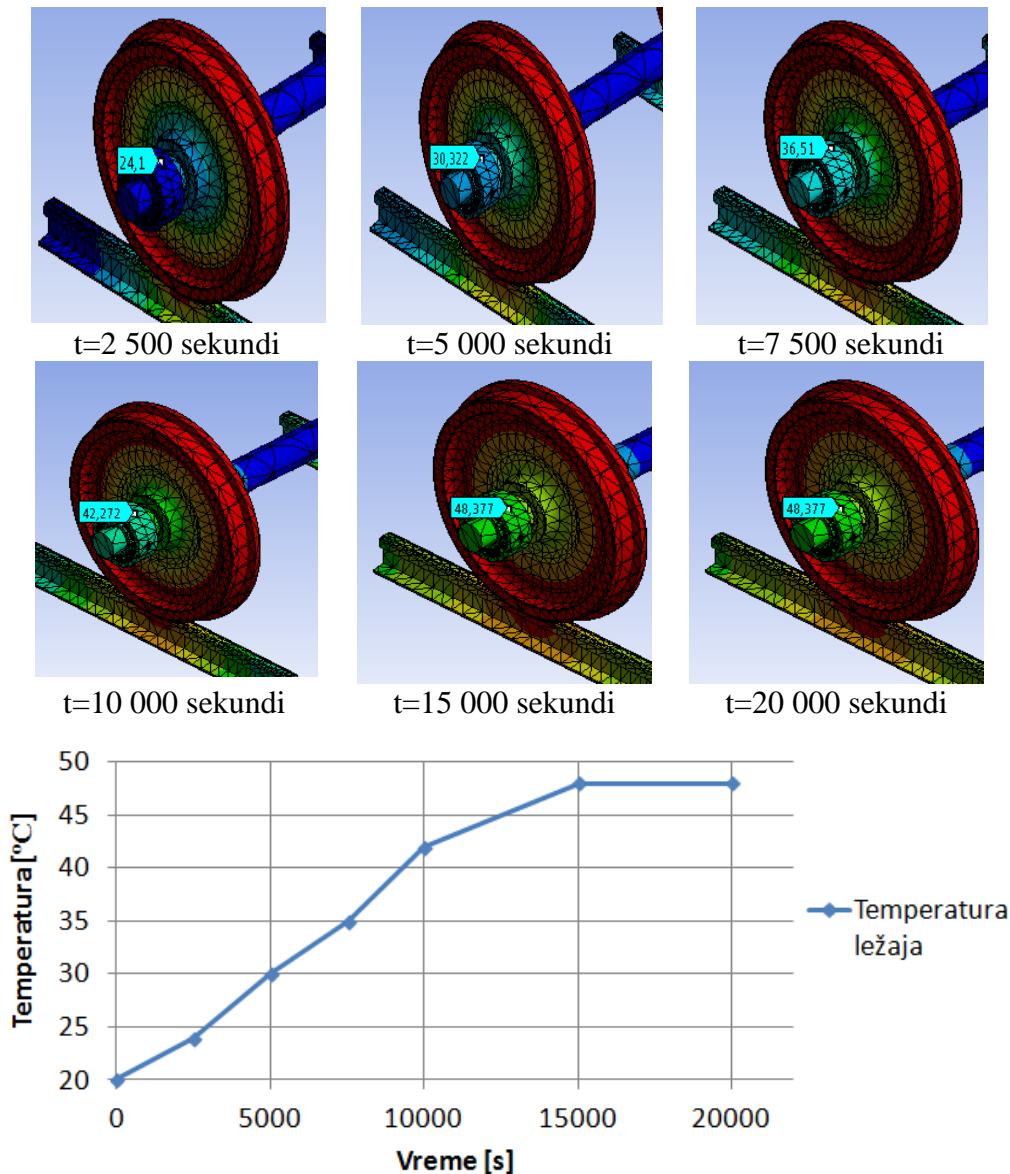 24,1
30,322
36,51
t=2 500 sekundi
t=5 000 sekundi
t=7 500 sekundi
42,272
48,377
48,377
t=10 000 sekundi
t=15 000 sekundi
t=20 000 sekundi
50
45
40
35
30
25
20
Temperatura[°C]
0
5000
10000
15000
20000
Vreme [s]
Temperatura
ležaja